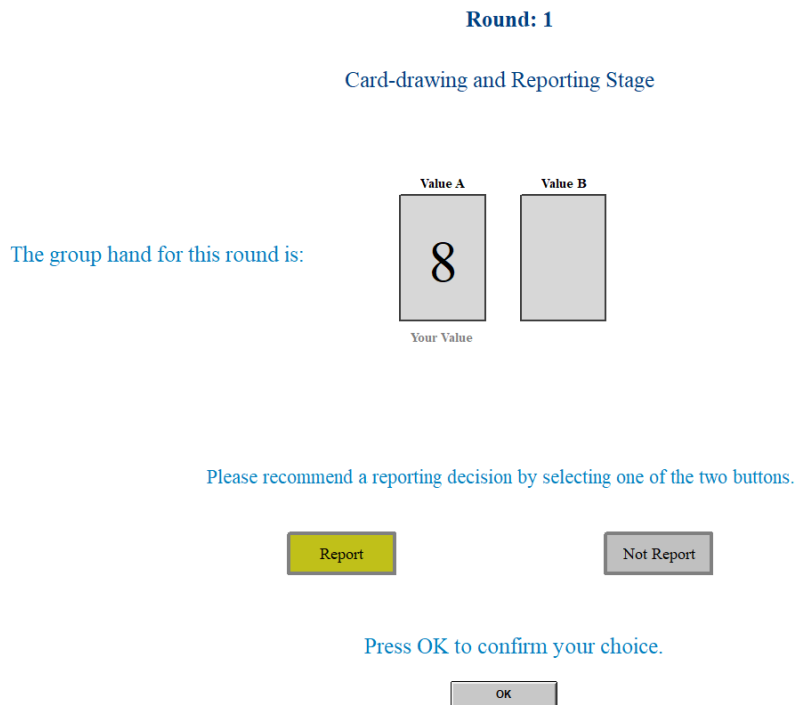 Round: 1
Card-drawing and Reporting Stage
Value A Value B
The group hand for this round is:
8
Your Value
Please recommend a reporting decision by selecting one of the two buttons.
Report Not Report
Press OK to confirm your choice.
OK